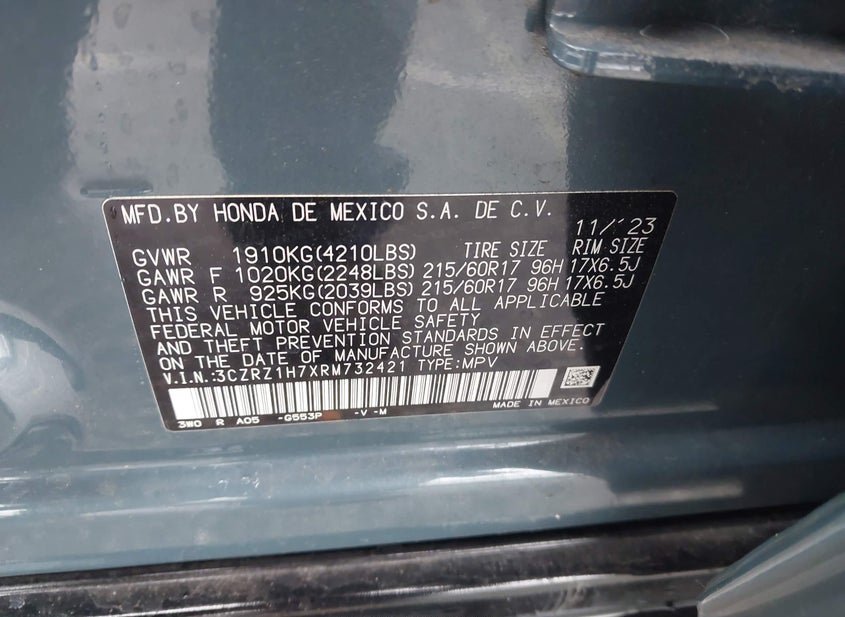 MFD.BY HONDA DE MEXICO S.A. DE C.V. 11/'23
GVWR 1910KG(4210LBS) TIRE SIZE RIM SIZE
GAWR F 1020KG(2248LBS) 215/60R17 96H 17X6.5J
GAWR R 925KG(2039LBS) 215/60R17 96H 17X6.5J
THIS VEHICLE CONFORMS TO ALL APPLICABLE
FEDERAL MOTOR VEHICLE SAFETY
AND THEFT PREVENTION STANDARDS IN EFFECT
ON THE DATE OF MANUFACTURE SHOWN ABOVE.
V.I.N.:3CZRZ1H7XRM732421 TYPE:MPV
3W0 R A05 -G553P -V -M MADE IN MEXICO